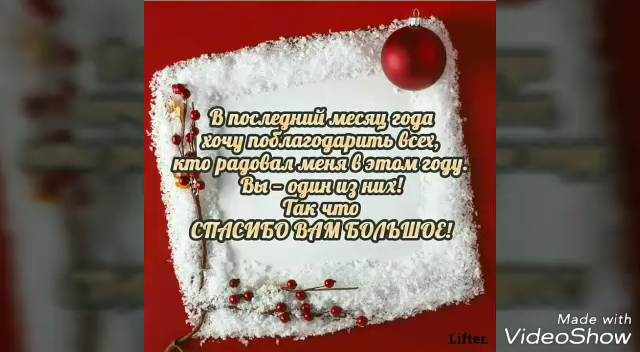 В последний месяц года
хочу поблагодарить всех,
кто радовал меня в этом году.
Вы – один из них!
Так что
СПАСИБО ВАМ БОЛЬШОЕ!
Lifter
Made with
VideoShow